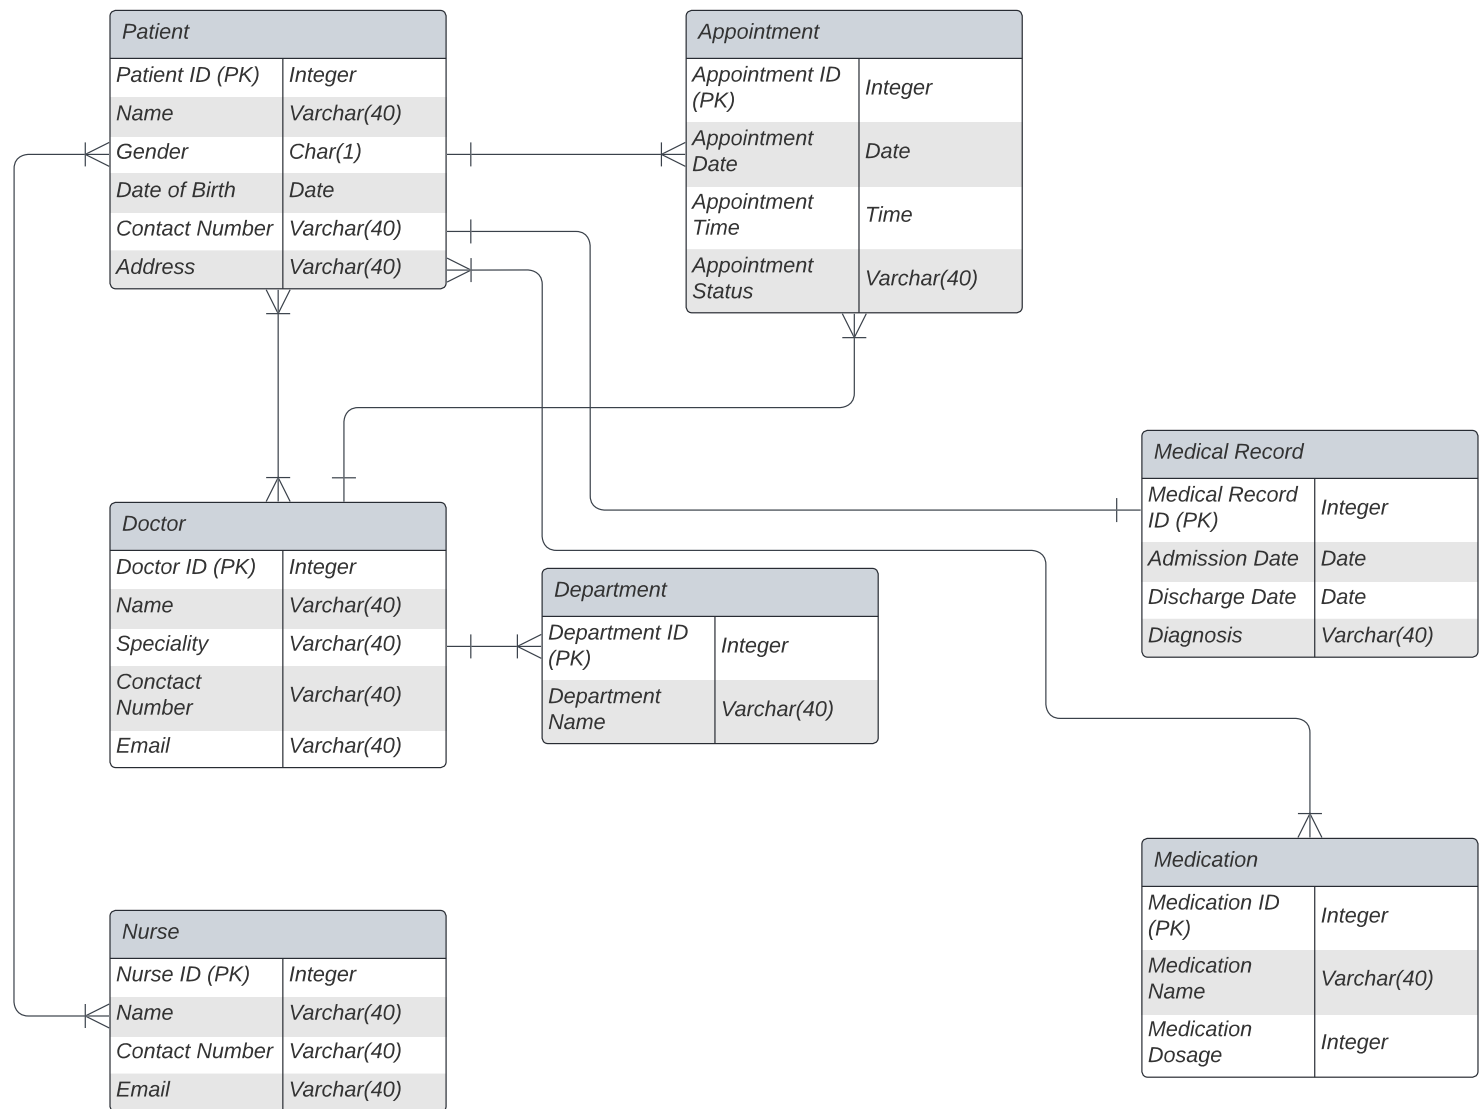 Patient
Patient ID (PK) Integer
Name Varchar(40)
Gender Char(1)
Date of Birth Date
Contact Number Varchar(40)
Address Varchar(40)
Appointment
Appointment ID
(PK)
Integer
Appointment
Date
Date
Appointment
Time
Time
Appointment
Status
Varchar(40)
Doctor
Doctor ID (PK) Integer
Name Varchar(40)
Speciality Varchar(40)
Conctact
Number
Varchar(40)
Email Varchar(40)
Department
Department ID
(PK)
Integer
Department
Name
Varchar(40)
Medical Record
Medical Record
ID (PK)
Integer
Admission Date Date
Discharge Date Date
Diagnosis Varchar(40)
Medication
Medication ID
(PK)
Integer
Medication
Name
Varchar(40)
Medication
Dosage
Integer
Nurse
Nurse ID (PK) Integer
Name Varchar(40)
Contact Number Varchar(40)
Email Varchar(40)